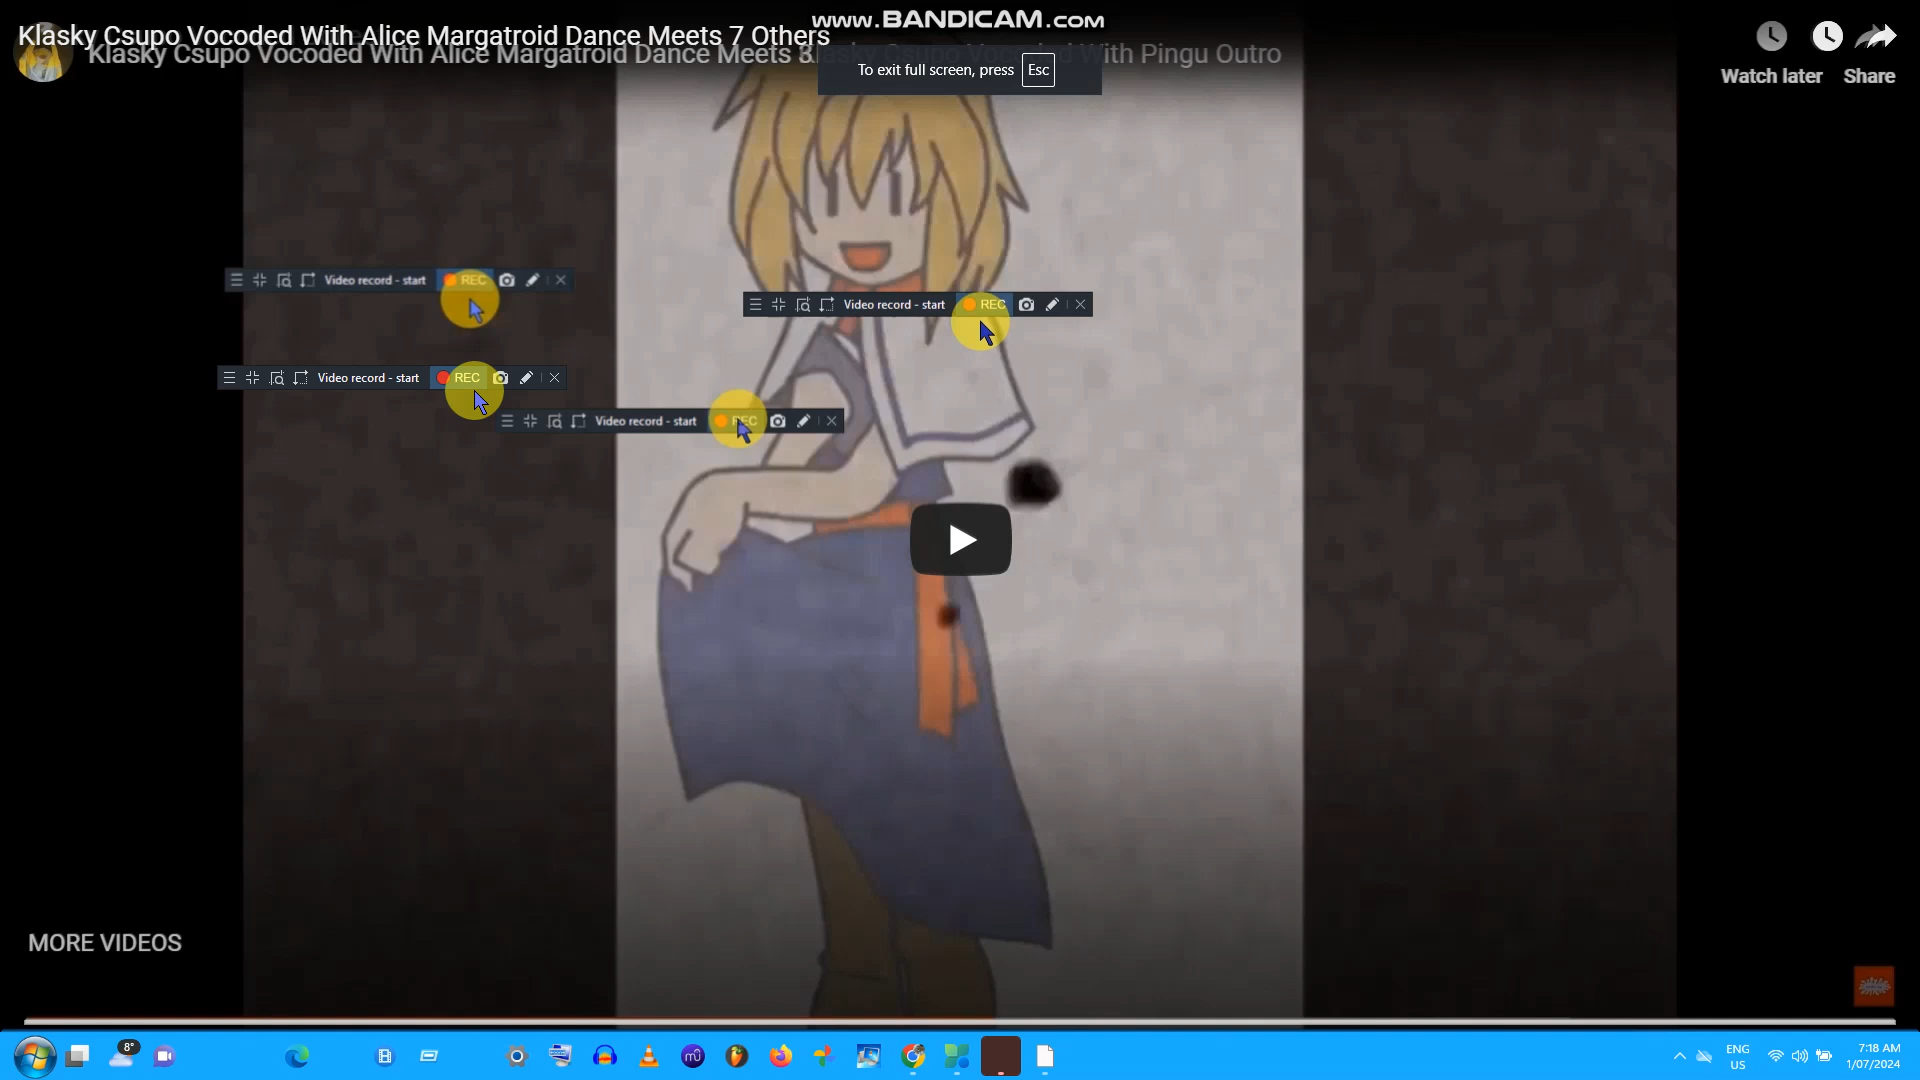 www.BANDICAM.com
Klasky Csupo Vocoded With Alice Margatroid Dance Meets 7 Others
Klasky Csupo Vocoded With Alice Margatroid Dance Meets
With Pingu Outro
To exit full screen, press Esc
Watch later
Share
Video record - start
REC
Video record - start
REC
Video record - start
REC
Video record - start
REC
MORE VIDEOS
8°
ENG
US
7:18 AM
1/07/2024